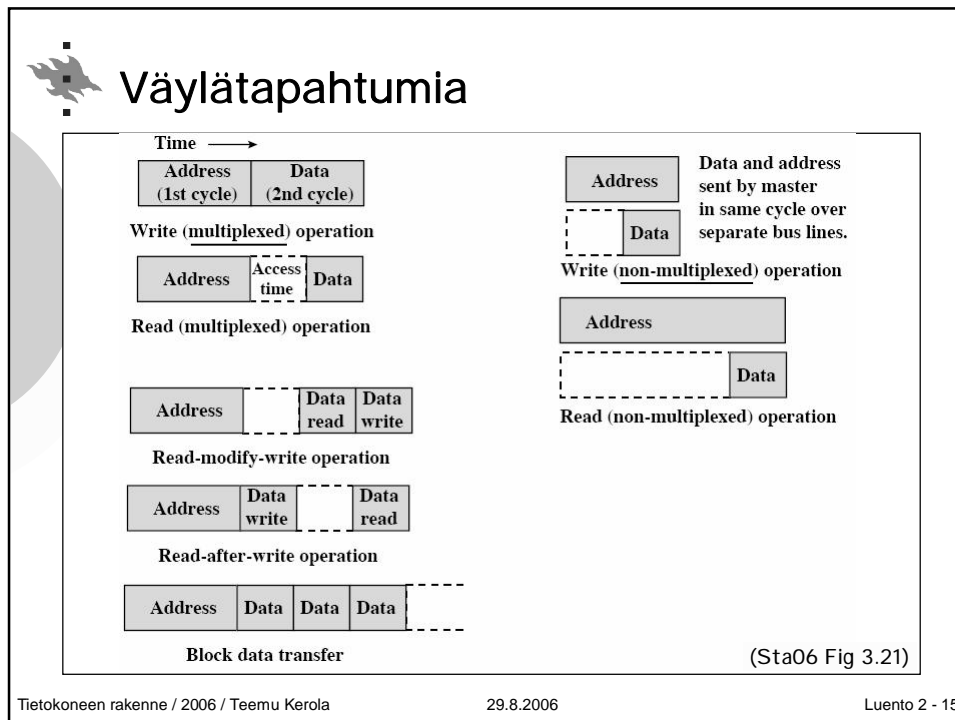 Väylätapahtumia
Time
Address
(1st cycle)
Data
(2nd cycle)
Write (multiplexed) operation
Address
Access
time
Data
Read (multiplexed) operation
Address
Data
read
Data
write
Read-modify-write operation
Address
Data
write
Data
read
Read-after-write operation
Address
Data
Data
Data
Block data transfer
Address
Data
Data and address
sent by master
in same cycle over
separate bus lines.
Write (non-multiplexed) operation
Address
Data
Read (non-multiplexed) operation
(Sta06 Fig 3.21)
Tietokoneen rakenne / 2006 / Teemu Kerola
29.8.2006
Luento 2 - 15